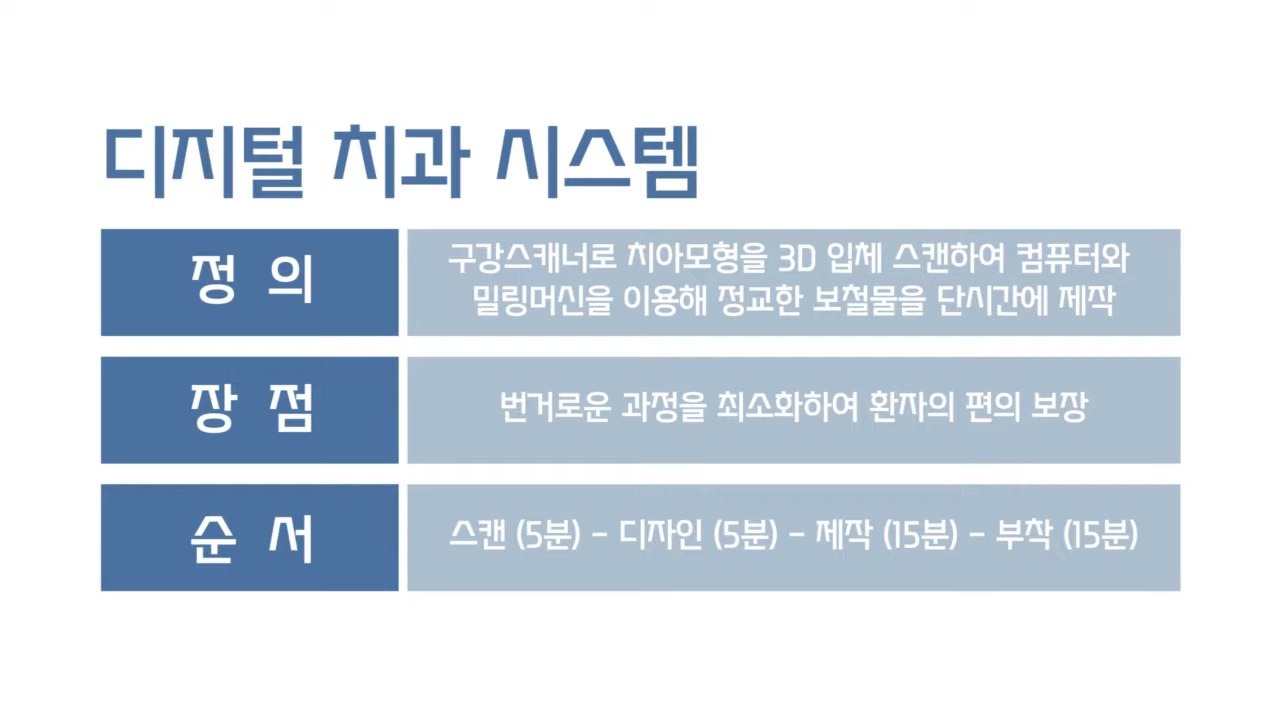 디지털 치과 시스템
정 의
구강스캐너로 치아모형을 3D 입체 스캔하여 컴퓨터와
밀링머신을 이용해 정교한 보철물을 단시간에 제작
장 점
번거로운 과정을 최소화하여 환자의 편의 보장
순 서
스캔 (5분) - 디자인 (5분) - 제작 (15분) - 부착 (15분)